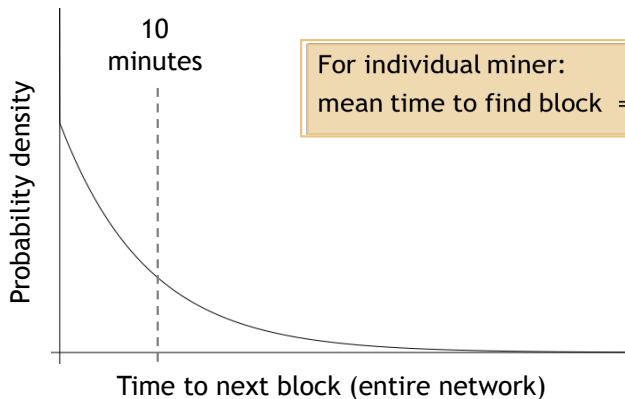 10
minutes
For individual miner:
mean time to find block =
Probability density
Time to next block (entire network)